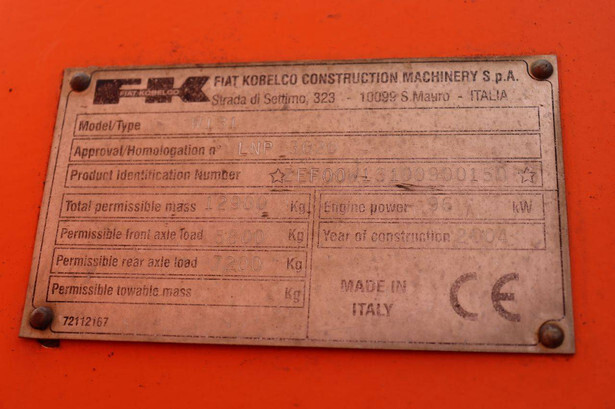 FIAT KOBELCO
FIAT KOBELCO CONSTRUCTION MACHINERY S.p.A.
Strada di Settimo, 323 - 10099 S. Mauro - ITALIA
Model/Type
Approval/Homologation n° LNP
Product Identification Number
Total permissible mass Kg
Engine power kW
Permissible front axle load Kg
Year of construction 2004
Permissible rear axle load Kg
Permissible towable mass Kg
MADE IN
ITALY
CE
72112167